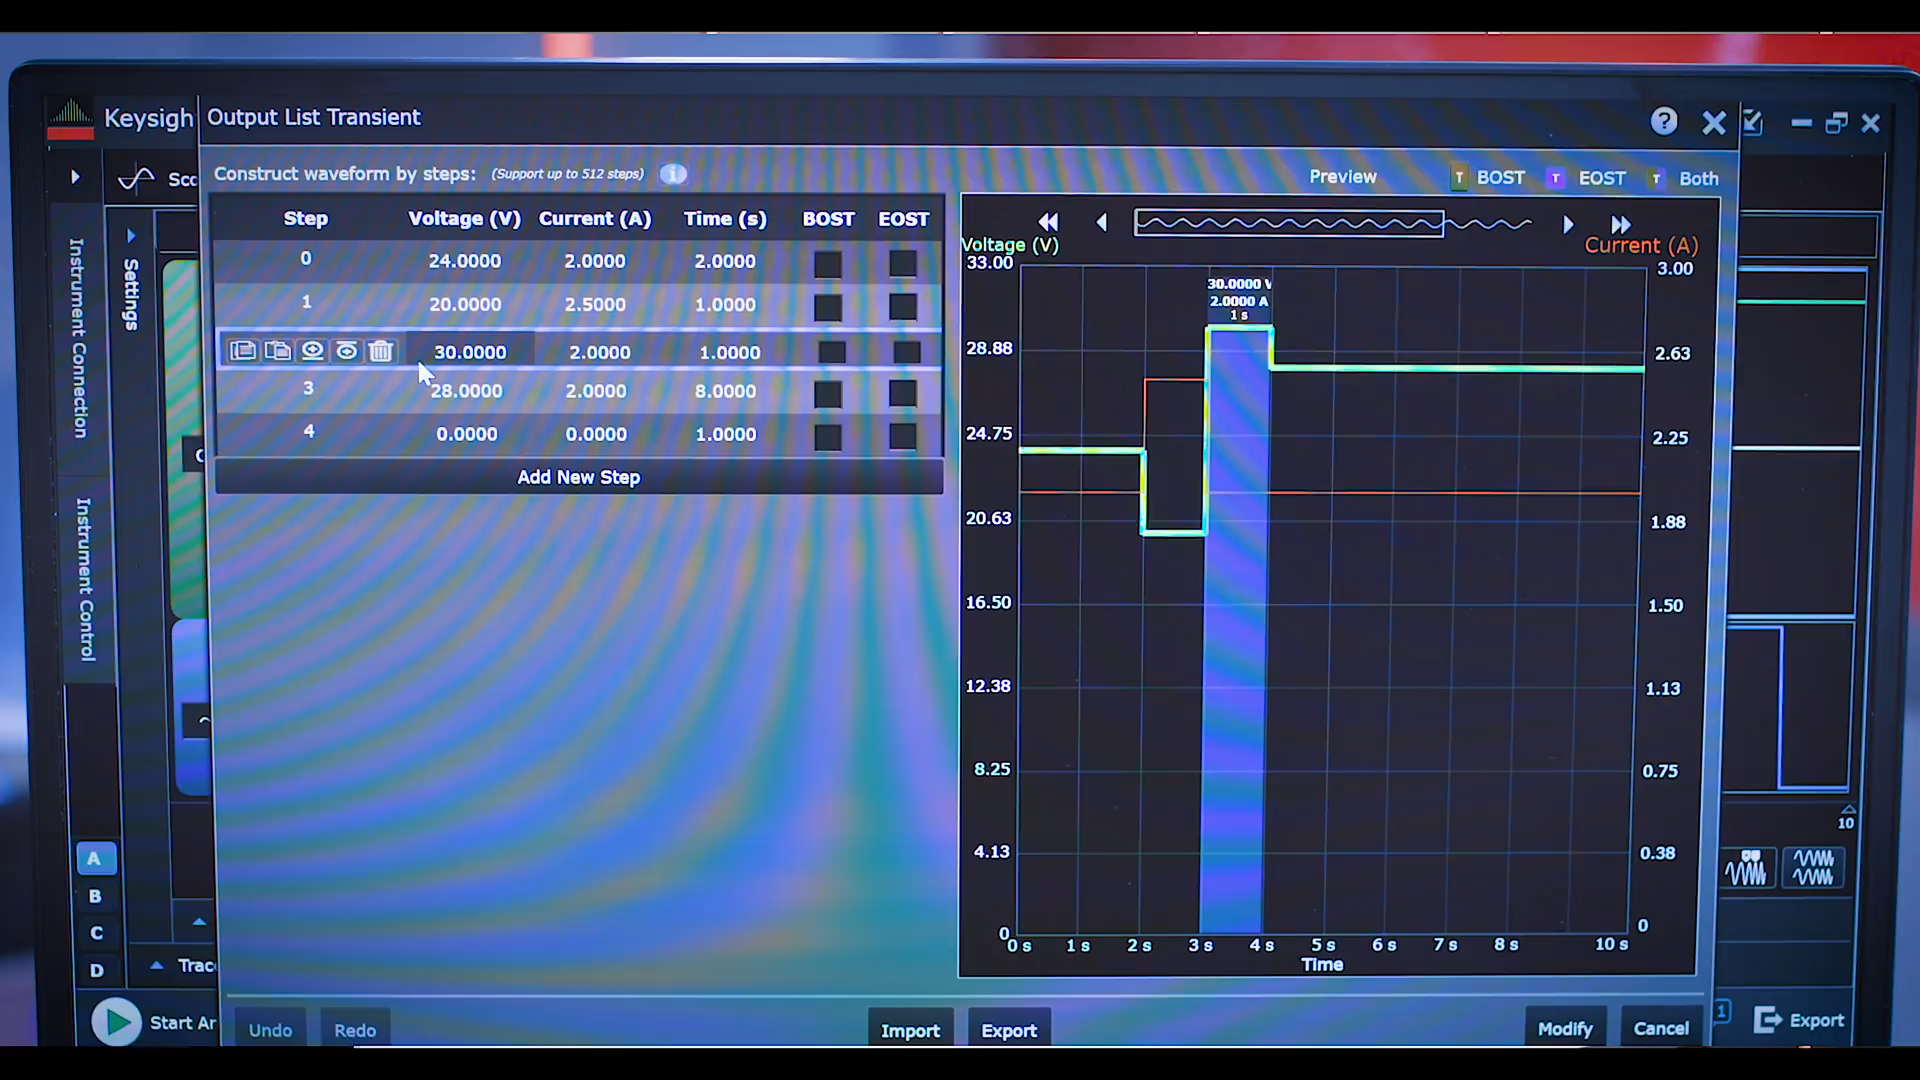 Keysigh
Output List Transient
?
Construct waveform by steps: (Support up to 512 steps) i
Preview
T BOST T EOST T Both
Sco
Instrument Connection
Settings
Instrument Control
Step Voltage (V) Current (A) Time (s) BOST EOST
0 24.0000 2.0000 2.0000
1 20.0000 2.5000 1.0000
30.0000 2.0000 1.0000
3 28.0000 2.0000 8.0000
4 0.0000 0.0000 1.0000
Add New Step
Voltage (V)
Current (A)
33.00
28.88
24.75
20.63
16.50
12.38
8.25
4.13
0
30.0000 V
2.0000 A
1 s
3.00
2.63
2.25
1.88
1.50
1.13
0.75
0.38
0
0 s 1 s 2 s 3 s 4 s 5 s 6 s 7 s 8 s 10 s
Time
10
A
B
C
D
Trac
Start Ar
Undo Redo Import Export Modify Cancel
1
Export